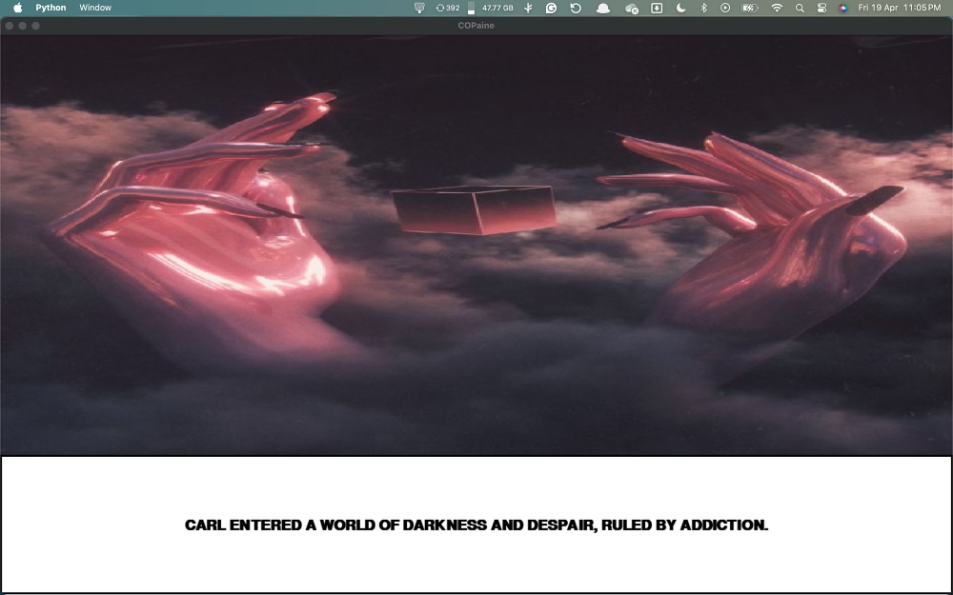 Python Window 392 47.77 GB Fri 19 Apr 11:05 PM
COPaine
CARL ENTERED A WORLD OF DARKNESS AND DESPAIR, RULED BY ADDICTION.